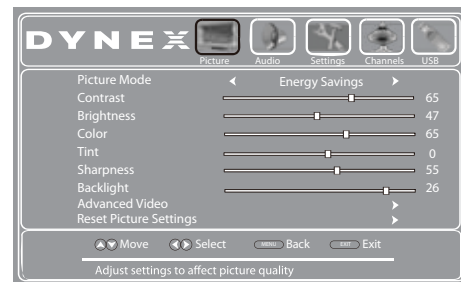 DYNEX
Picture Audio Settings Channels USB
Picture Mode Energy Savings
Contrast 65
Brightness 47
Color 65
Tint 0
Sharpness 55
Backlight 26
Advanced Video
Reset Picture Settings
Move Select MENU Back EXIT Exit
Adjust settings to affect picture quality